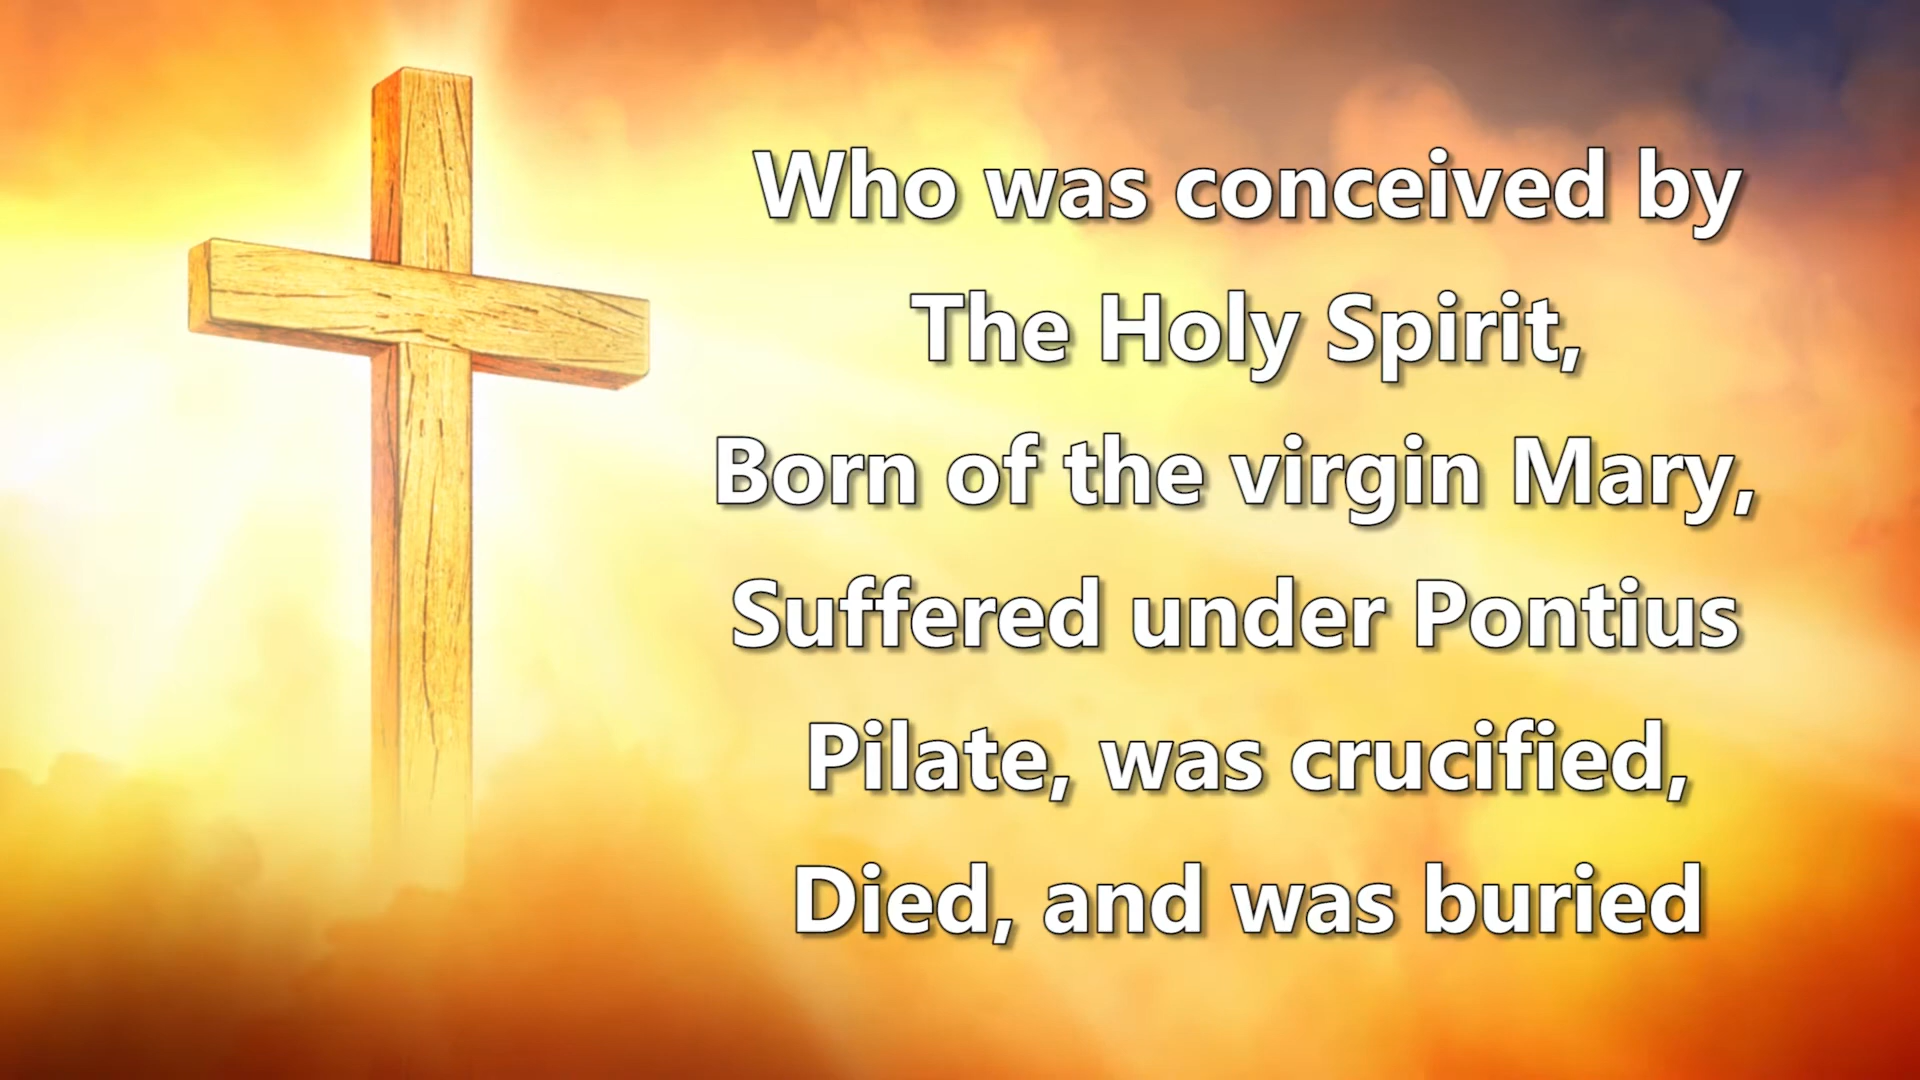 Who was conceived by
The Holy Spirit,
Born of the virgin Mary,
Suffered under Pontius
Pilate, was crucified,
Died, and was buried